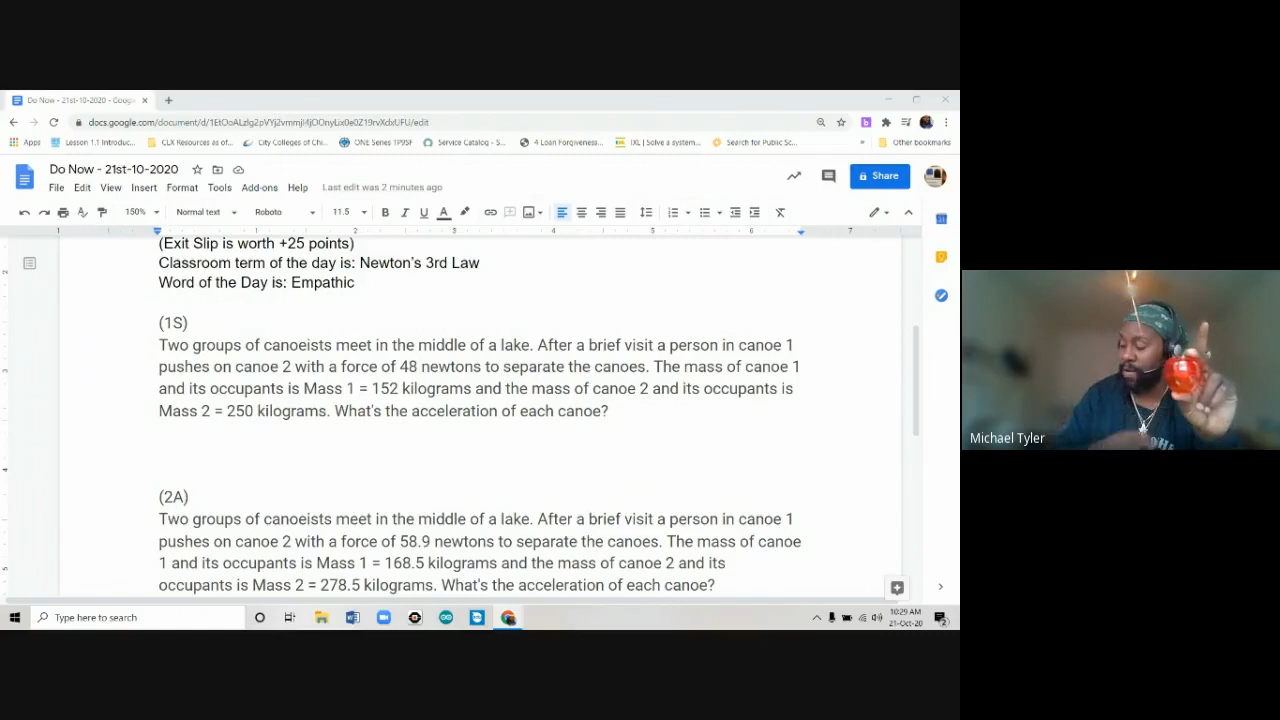 Do Now - 21st-10-2020 - Goog
docs.google.com/document/d/
Apps Lesson 1.1 Introduc... CLX Resources as of... City Colleges of Chi... ONE Series TP95F Service Catalog - S... 4 Loan Forgiveness... IXL | Solve a system... Search for Public Sc... » Other bookmarks
Do Now - 21st-10-2020
Share
File Edit View Insert Format Tools Add-ons Help Last edit was 2 minutes ago
150% Normal text Roboto 11.5 B I U A
1 1 2 3 4 5 6 7
(Exit Slip is worth +25 points)
Classroom term of the day is: Newton's 3rd Law
Word of the Day is: Empathic
(1S)
Two groups of canoeists meet in the middle of a lake. After a brief visit a person in canoe 1
pushes on canoe 2 with a force of 48 newtons to separate the canoes. The mass of canoe 1
and its occupants is Mass 1 = 152 kilograms and the mass of canoe 2 and its occupants is
Mass 2 = 250 kilograms. What's the acceleration of each canoe?
(2A)
Two groups of canoeists meet in the middle of a lake. After a brief visit a person in canoe 1
pushes on canoe 2 with a force of 58.9 newtons to separate the canoes. The mass of canoe
1 and its occupants is Mass 1 = 168.5 kilograms and the mass of canoe 2 and its
occupants is Mass 2 = 278.5 kilograms. What's the acceleration of each canoe?
Michael Tyler
Type here to search
10:29 AM
21-Oct-20
2